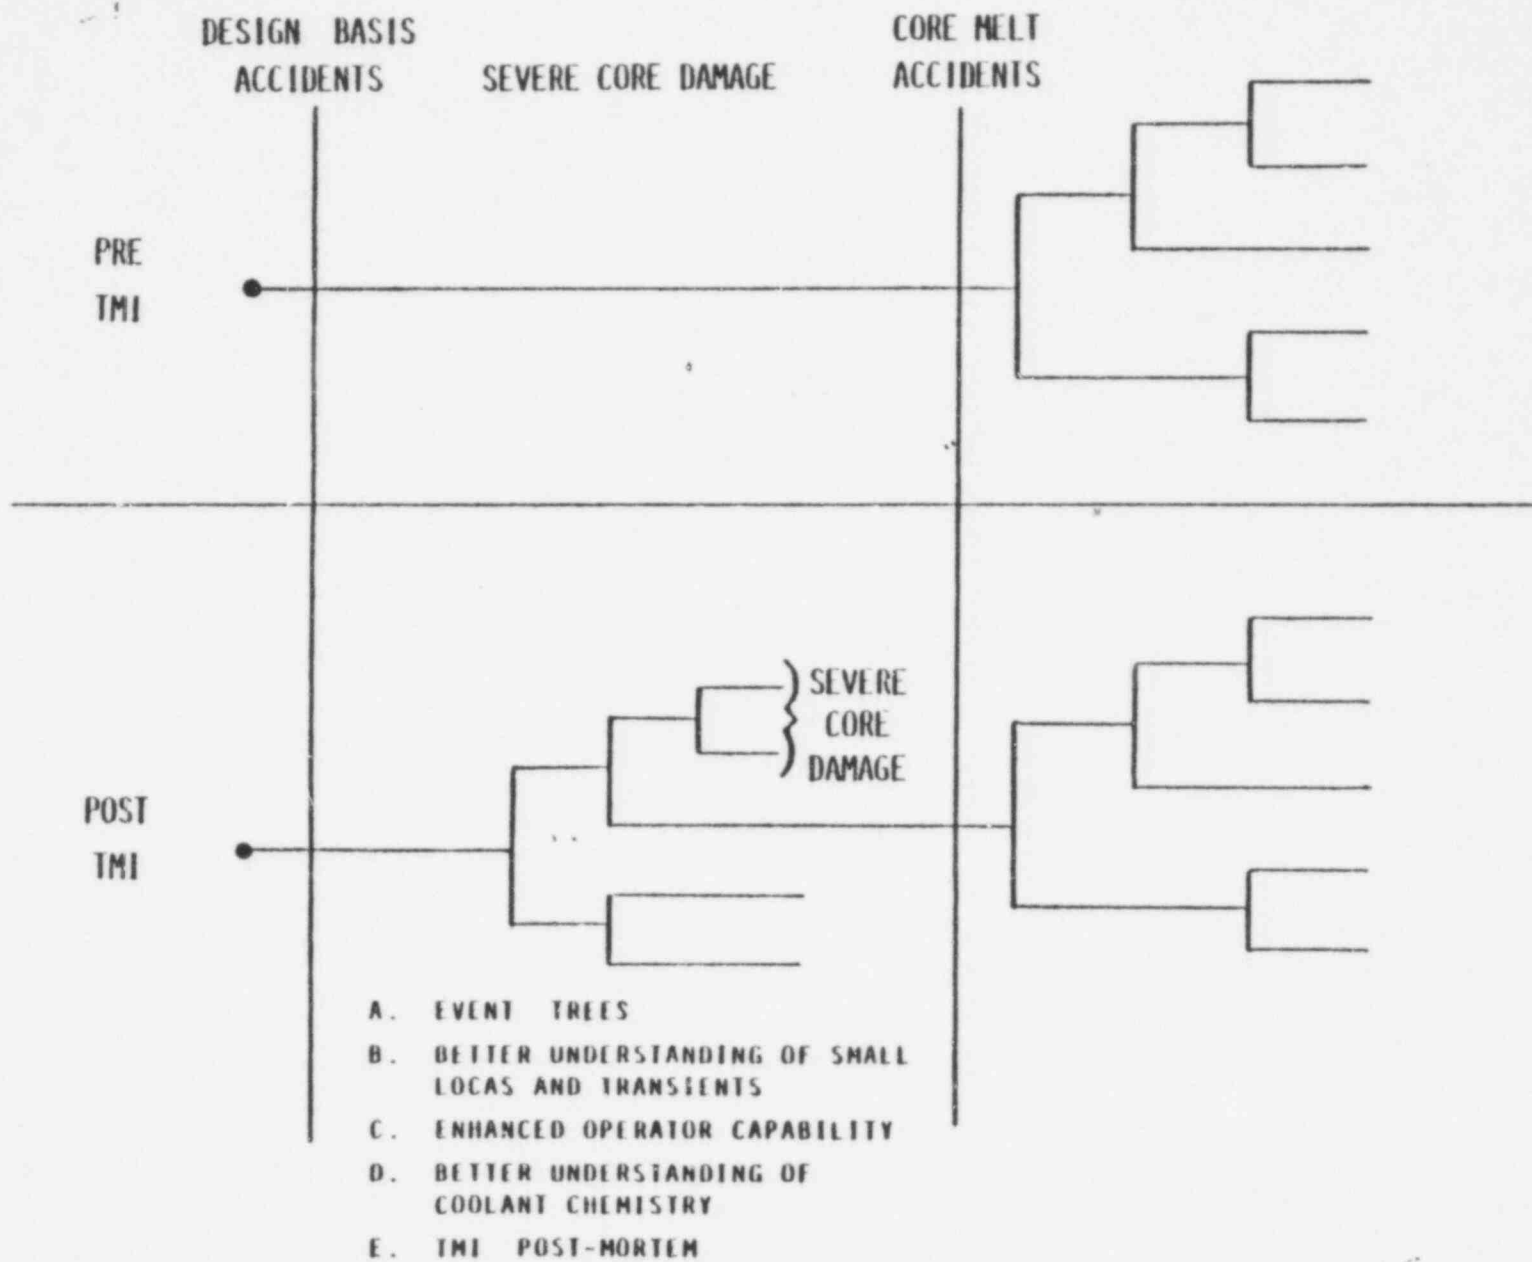 DESIGN BASIS
ACCIDENTS
SEVERE CORE DAMAGE
CORE MELT
ACCIDENTS
PRE
TMI
SEVERE
CORE
DAMAGE
POST
TMI
A. EVENT TREES
B. BETTER UNDERSTANDING OF SMALL
LOCAS AND TRANSIENTS
C. ENHANCED OPERATOR CAPABILITY
D. BETTER UNDERSTANDING OF
COOLANT CHEMISTRY
E. TMI POST-MORTEM